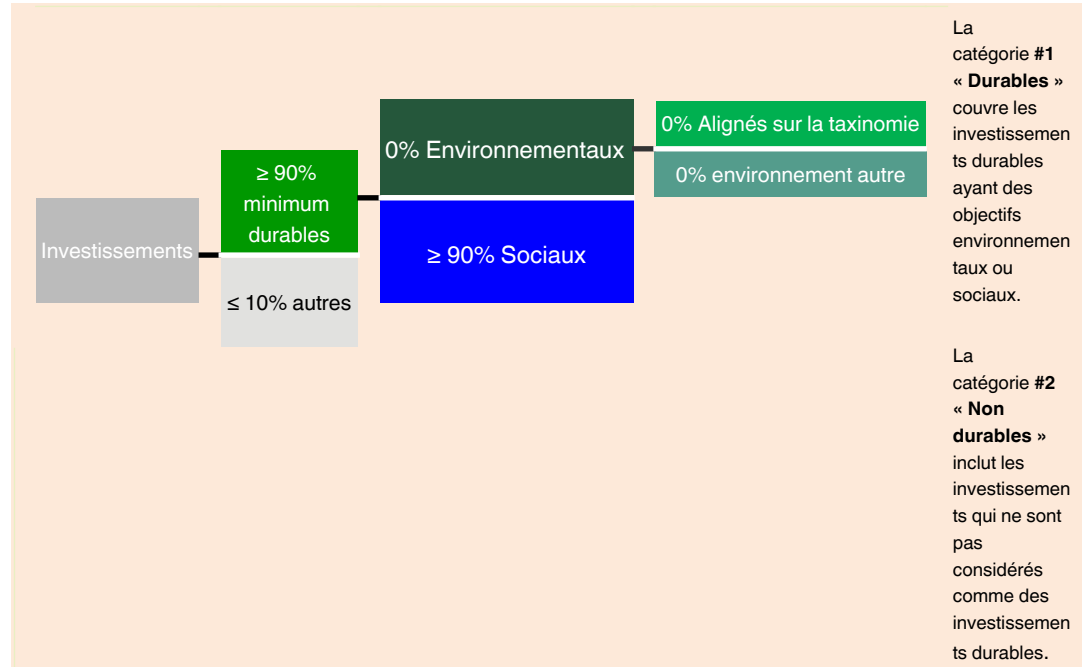 Investissements
≥ 90%
minimum
durables
≤ 10% autres
0% Environnementaux
≥ 90% Sociaux
0% Alignés sur la taxinomie
0% environnement autre
La
catégorie #1
« Durables »
couvre les
investissemen
ts durables
ayant des
objectifs
environnemen
taux ou
sociaux.
La
catégorie #2
« Non
durables »
inclut les
investissemen
ts qui ne sont
pas
considérés
comme des
investissemen
ts durables.